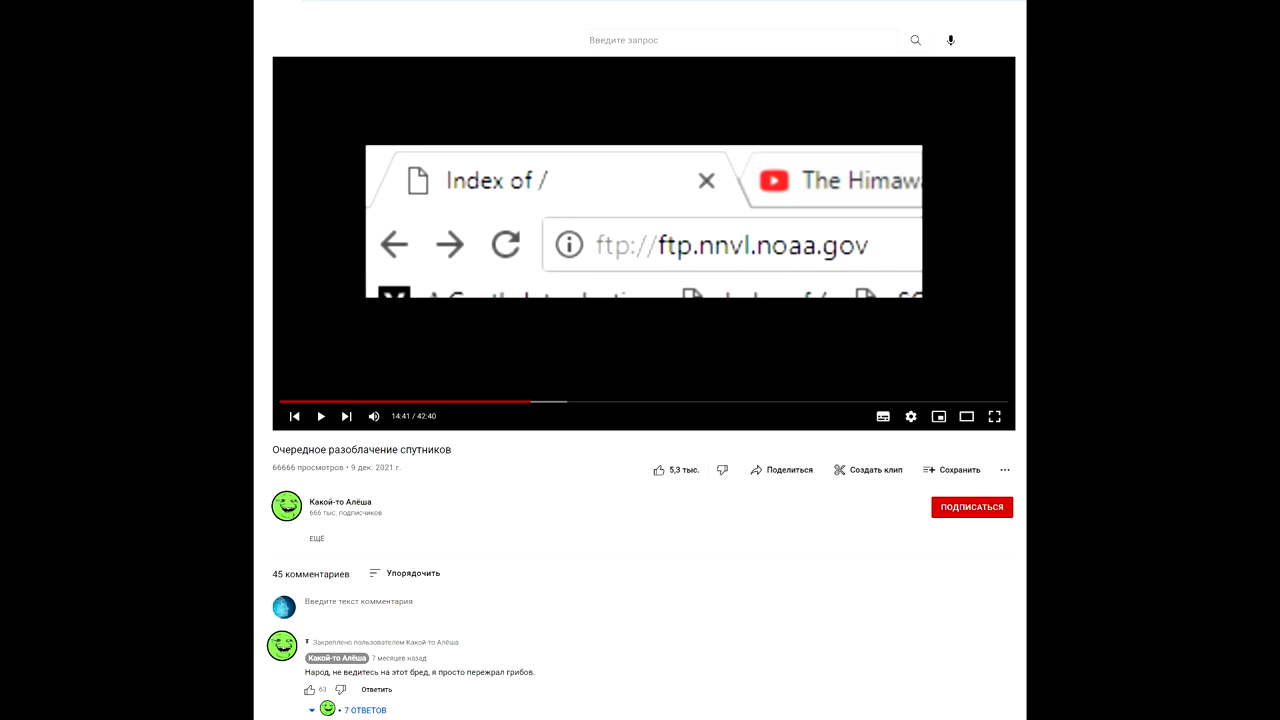 Введите запрос
Index of /
The Himawa
ftp://ftp.nnvl.noaa.gov
14:41 / 42:40
Очередное разоблачение спутников
66666 просмотров • 9 дек. 2021 г.
5,3 тыс.
Поделиться
Создать клип
Сохранить
Какой-то Алёша
666 тыс. подписчиков
ПОДПИСАТЬСЯ
ЕЩЁ
45 комментариев
Упорядочить
Введите текст комментария
Закреплено пользователем Какой-то Алёша
Какой-то Алёша 7 месяцев назад
Народ, не ведитесь на этот бред, я просто пережрал грибов.
63
Ответить
• 7 ОТВЕТОВ